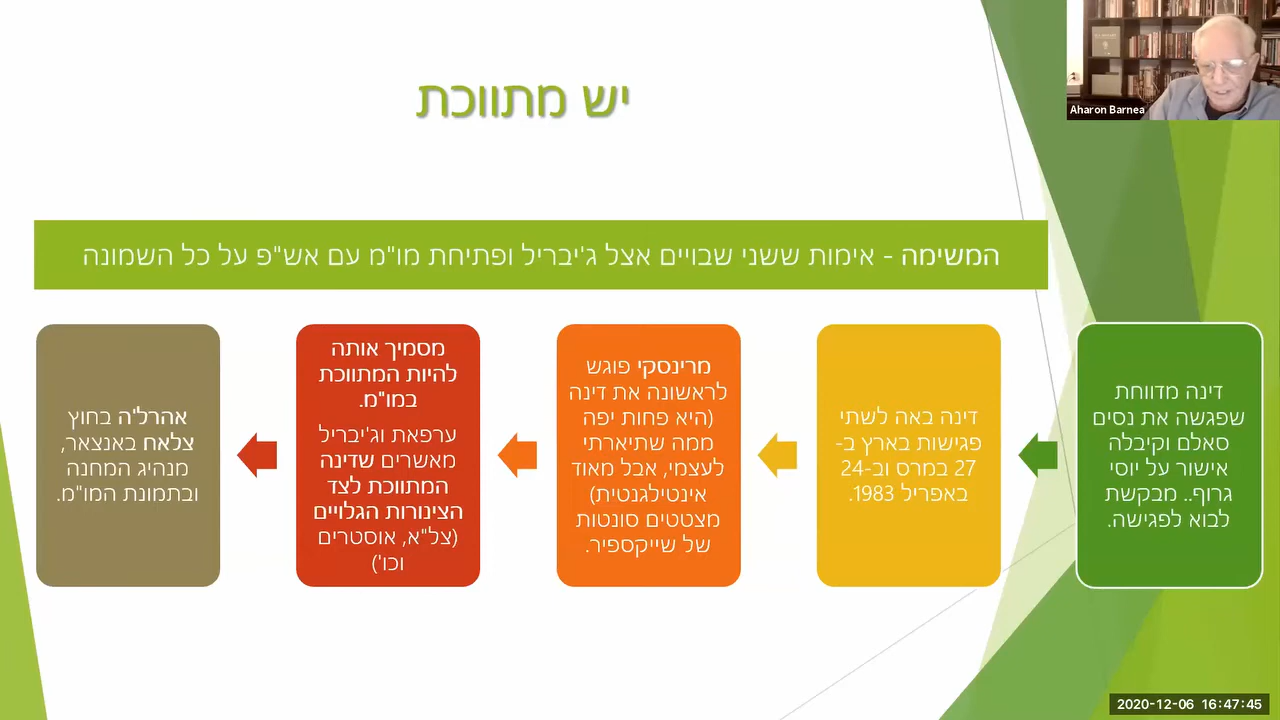 יש מתווכת
Aharon Barnea
המשימה - אימות ששני שבויים אצל ג'יבריל ופתיחת מו"מ עם אש"פ על כל השמונה
דינה מדווחת
שפגשה את נסים
סאלם וקיבלה
אישור על יוסי
גרוף.. מבקשת
לבוא לפגישה.
דינה באה לשתי
פגישות בארץ ב-
27 במרס וב-24
באפריל 1983.
מרינסקי פוגש
לראשונה את דינה
(היא פחות יפה
ממה שתיארתי
לעצמי, אבל מאוד
אינטילגנטית)
מצטטים סונטות
של שייקספיר.
מסמיך אותה
להיות המתווכת
במו"מ.
ערפאת וג'יבריל
מאשרים שדינה
המתווכת לצד
הצינורות הגלויים
(צל"א, אוסטרים
וכו')
אהרל'ה בחוץ
צלאח באנצאר,
מנהיג המחנה
ובתמונת המו"מ.
2020-12-06 16:47:45